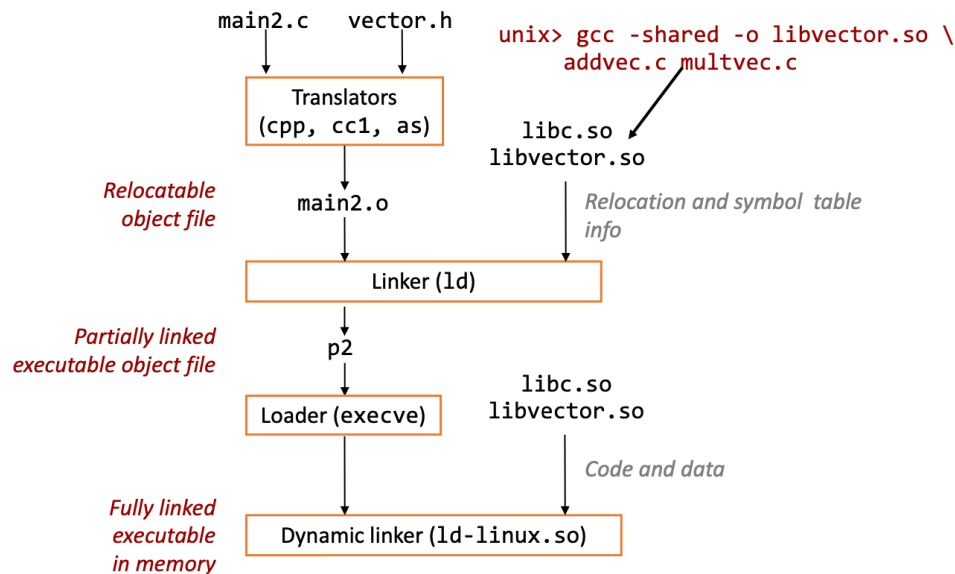 main2.c vector.h
unix> gcc -shared -o libvector.so \
addvec.c multvec.c
Translators
(cpp, cc1, as)
libc.so
libvector.so
Relocatable
object file
main2.o
Relocation and symbol table
info
Linker (ld)
Partially linked
executable object file
p2
libc.so
libvector.so
Loader (execve)
Code and data
Fully linked
executable
in memory
Dynamic linker (ld-linux.so)